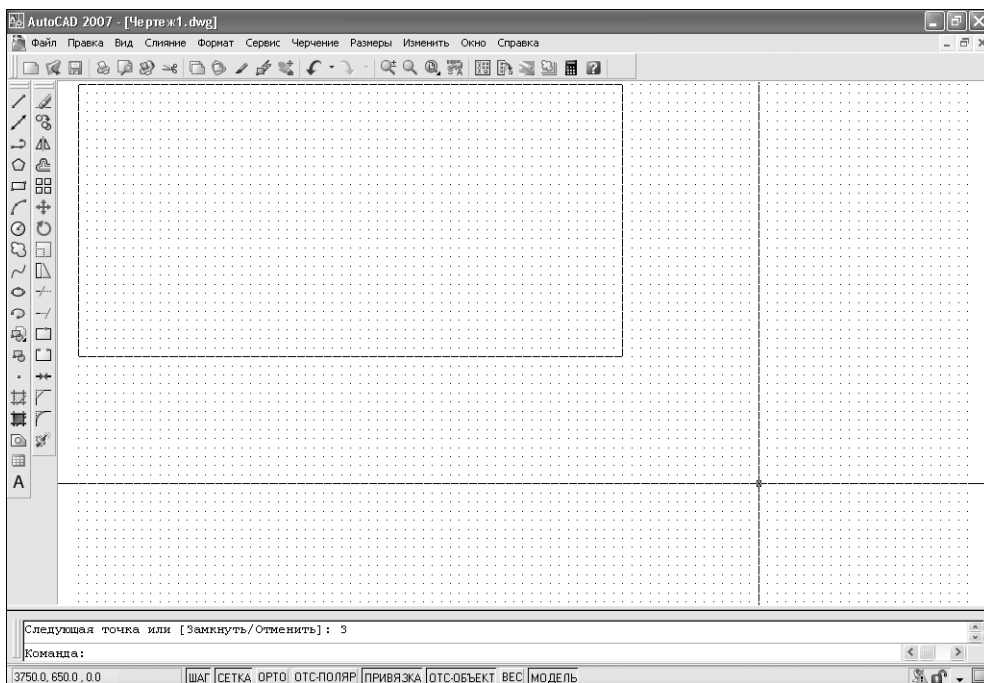 AutoCAD 2007 - [Чертеж1.dwg]
Файл Правка Вид Слияние Формат Сервис Черчение Размеры Изменить Окно Справка
A
Следующая точка или [Замкнуть/Отменить]: З
Команда:
3750.0, 650.0 , 0.0 ШАГ СЕТКА ОРТО ОТС-ПОЛЯР ПРИВЯЗКА ОТС-ОБЪЕКТ ВЕС МОДЕЛЬ